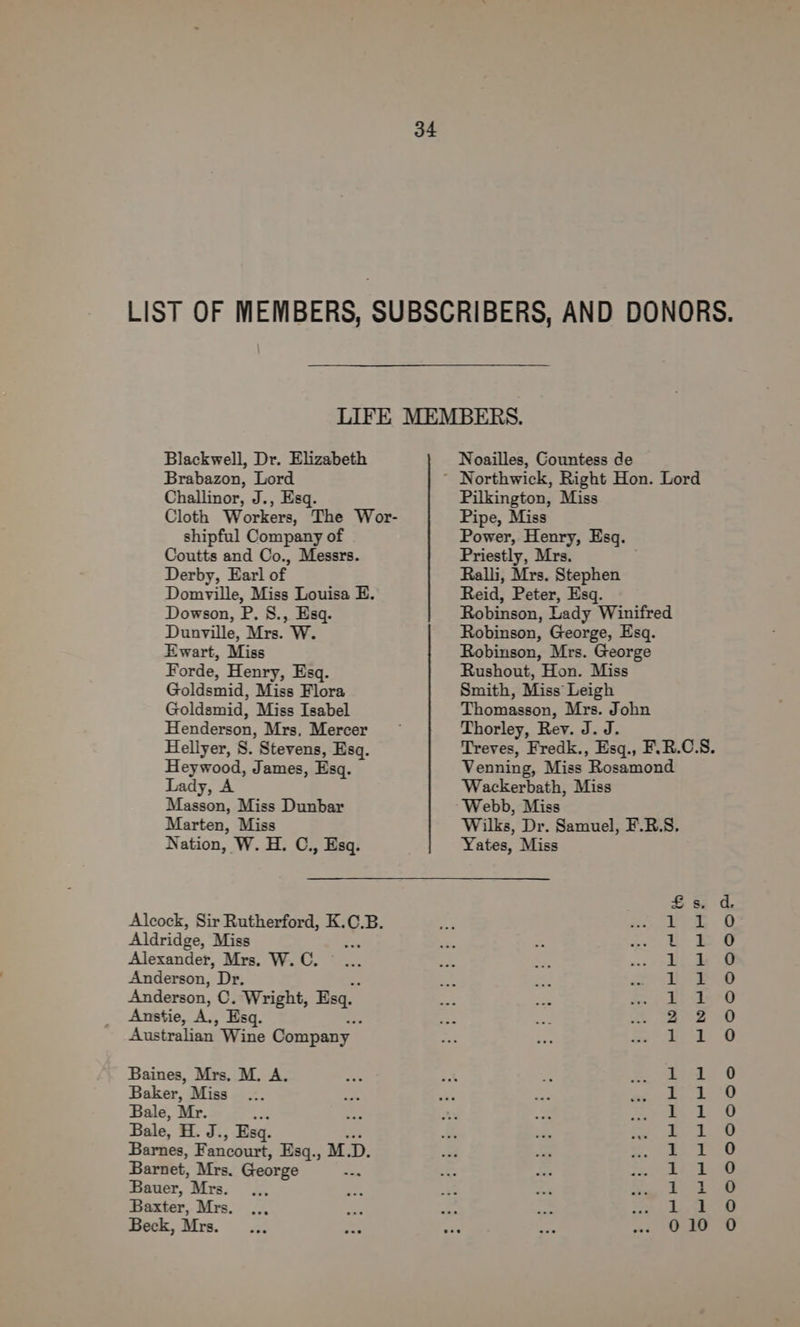 34
LIST OF MEMBERS, SUBSCRIBERS, AND DONORS.
LIFE MEMBERS.
Blackwell, Dr. Elizabeth
Brabazon, Lord
Challinor, J., Esq.
Cloth Workers, The Wor-
shipful Company of
Coutts and Co., Messrs.
Derby, Earl of
Domville, Miss Louisa E.
Dowson, P. S., Esq.
Dunville, Mrs. W.
Ewart, Miss
Forde, Henry, Esq.
Goldsmid, Miss Flora
Goldsmid, Miss Isabel
Henderson, Mrs. Mercer
Hellyer, S. Stevens, Esq.
Heywood, James, Esq.
Lady, A
Masson, Miss Dunbar
Marten, Miss
Nation, W. H. C., Esq.
Noailles, Countess de
Northwick, Right Hon. Lord
Pilkington, Miss
Pipe, Miss
Power, Henry, Esq.
Priestly, Mrs.
Ralli, Mrs. Stephen
Reid, Peter, Esq.
Robinson, Lady Winifred
Robinson, George, Esq.
Robinson, Mrs. George
Rushout, Hon. Miss
Smith, Miss Leigh
Thomasson, Mrs. John
Thorley, Rev. J. J.
Treves, Fredk., Esq., F.R.C.S.
Venning, Miss Rosamond
Wackerbath, Miss
Webb, Miss
Wilks, Dr. Samuel, F.R.S.
Yates, Miss
£ s. d.
Alcock, Sir Rutherford, K.C.B. ... ... 1 1 0
Aldridge, Miss ... ... ... ... 1 1 0
Alexander, Mrs. W. C. ... ... ... ... 1 1 0
Anderson, Dr. ... ... ... ... 1 1 0
Anderson, C. Wright, Esq. ... ... ... 1 1 0
Anstie, A., Esq. ... ... ... ... 2 2 0
Australian Wine Company ... ... ... 1 1 0
Baines, Mrs. M. A. ... ... ... ... 1 1 0
Baker, Miss ... ... ... ... ... 1 1 0
Bale, Mr. ... ... ... ... ... 1 1 0
Bale, H. J., Esq. ... ... ... ... 1 1 0
Barnes, Fancourt, Esq., M.D. ... ... ... 1 1 0
Barnet, Mrs. George ... ... ... ... 1 1 0
Bauer, Mrs. ... ... ... ... ... 1 1 0
Baxter, Mrs. ... ... ... ... ... 1 1 0
Beck, Mrs. ... ... ... ... ... 0 10 0